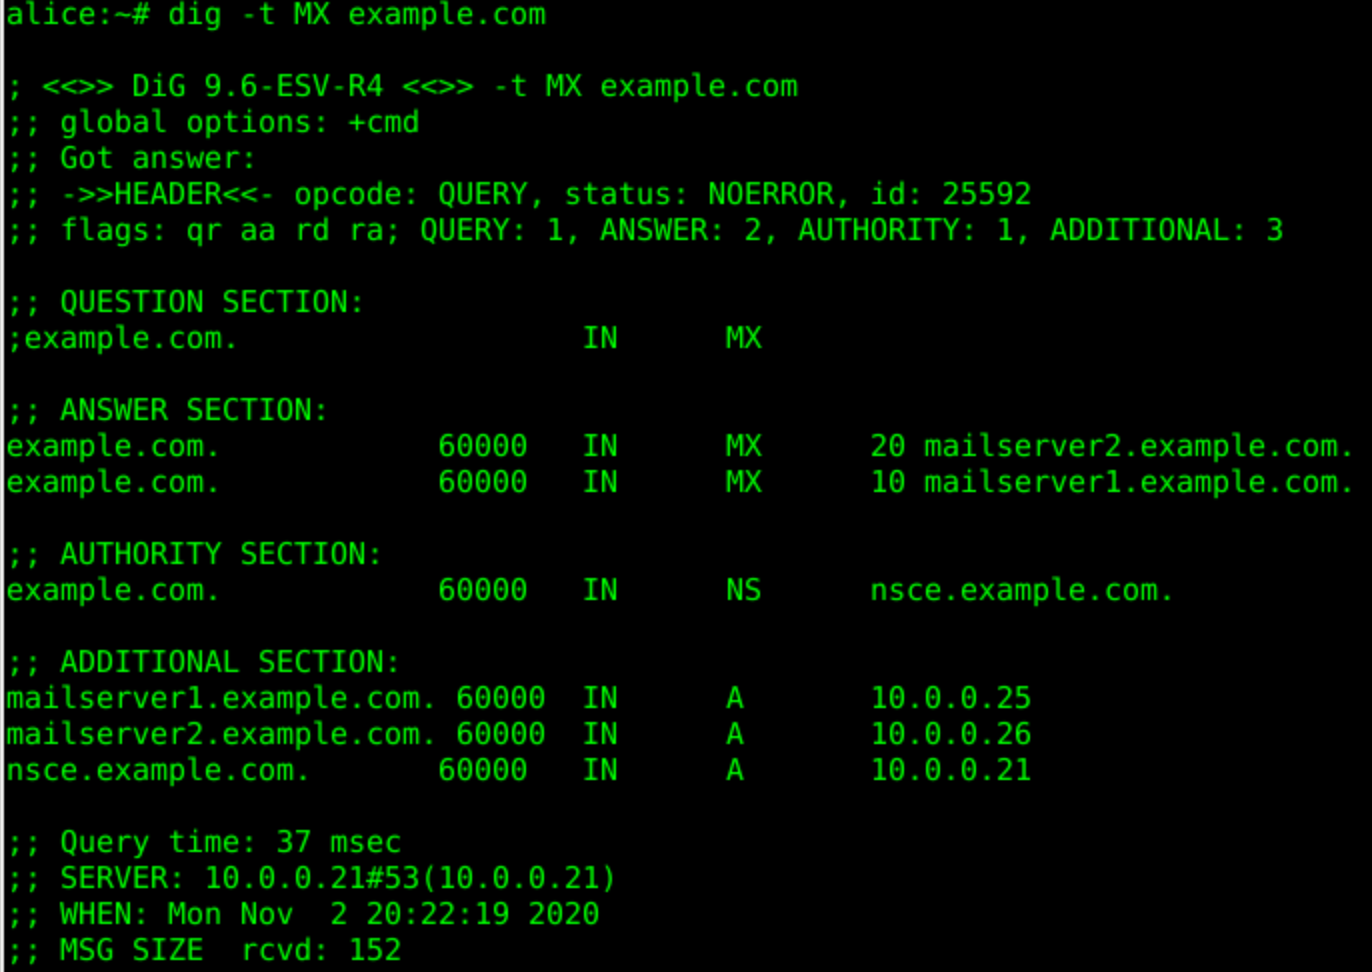 alice:~# dig -t MX example.com
; <<>> DiG 9.6-ESV-R4 <<>> -t MX example.com
;; global options: +cmd
;; Got answer:
;; ->>HEADER<<- opcode: QUERY, status: NOERROR, id: 25592
;; flags: qr aa rd ra; QUERY: 1, ANSWER: 2, AUTHORITY: 1, ADDITIONAL: 3
;; QUESTION SECTION:
;example.com. IN MX
;; ANSWER SECTION:
example.com. 60000 IN MX 20 mailserver2.example.com.
example.com. 60000 IN MX 10 mailserver1.example.com.
;; AUTHORITY SECTION:
example.com. 60000 IN NS nsce.example.com.
;; ADDITIONAL SECTION:
mailserver1.example.com. 60000 IN A 10.0.0.25
mailserver2.example.com. 60000 IN A 10.0.0.26
nsce.example.com. 60000 IN A 10.0.0.21
;; Query time: 37 msec
;; SERVER: 10.0.0.21#53(10.0.0.21)
;; WHEN: Mon Nov  2 20:22:19 2020
;; MSG SIZE  rcvd: 152